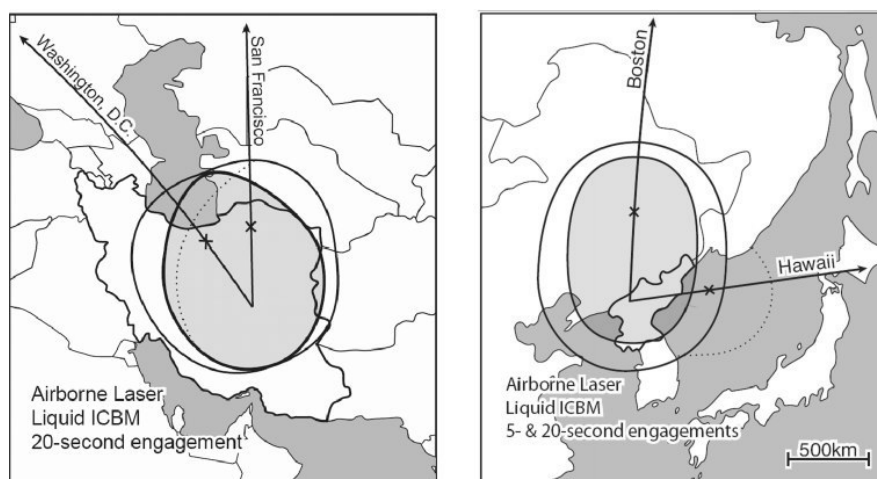 Washington, D.C.
San Francisco
Airborne Laser
Liquid ICBM
20-second engagement
Boston
Hawaii
Airborne Laser
Liquid ICBM
5- & 20-second engagements
500km